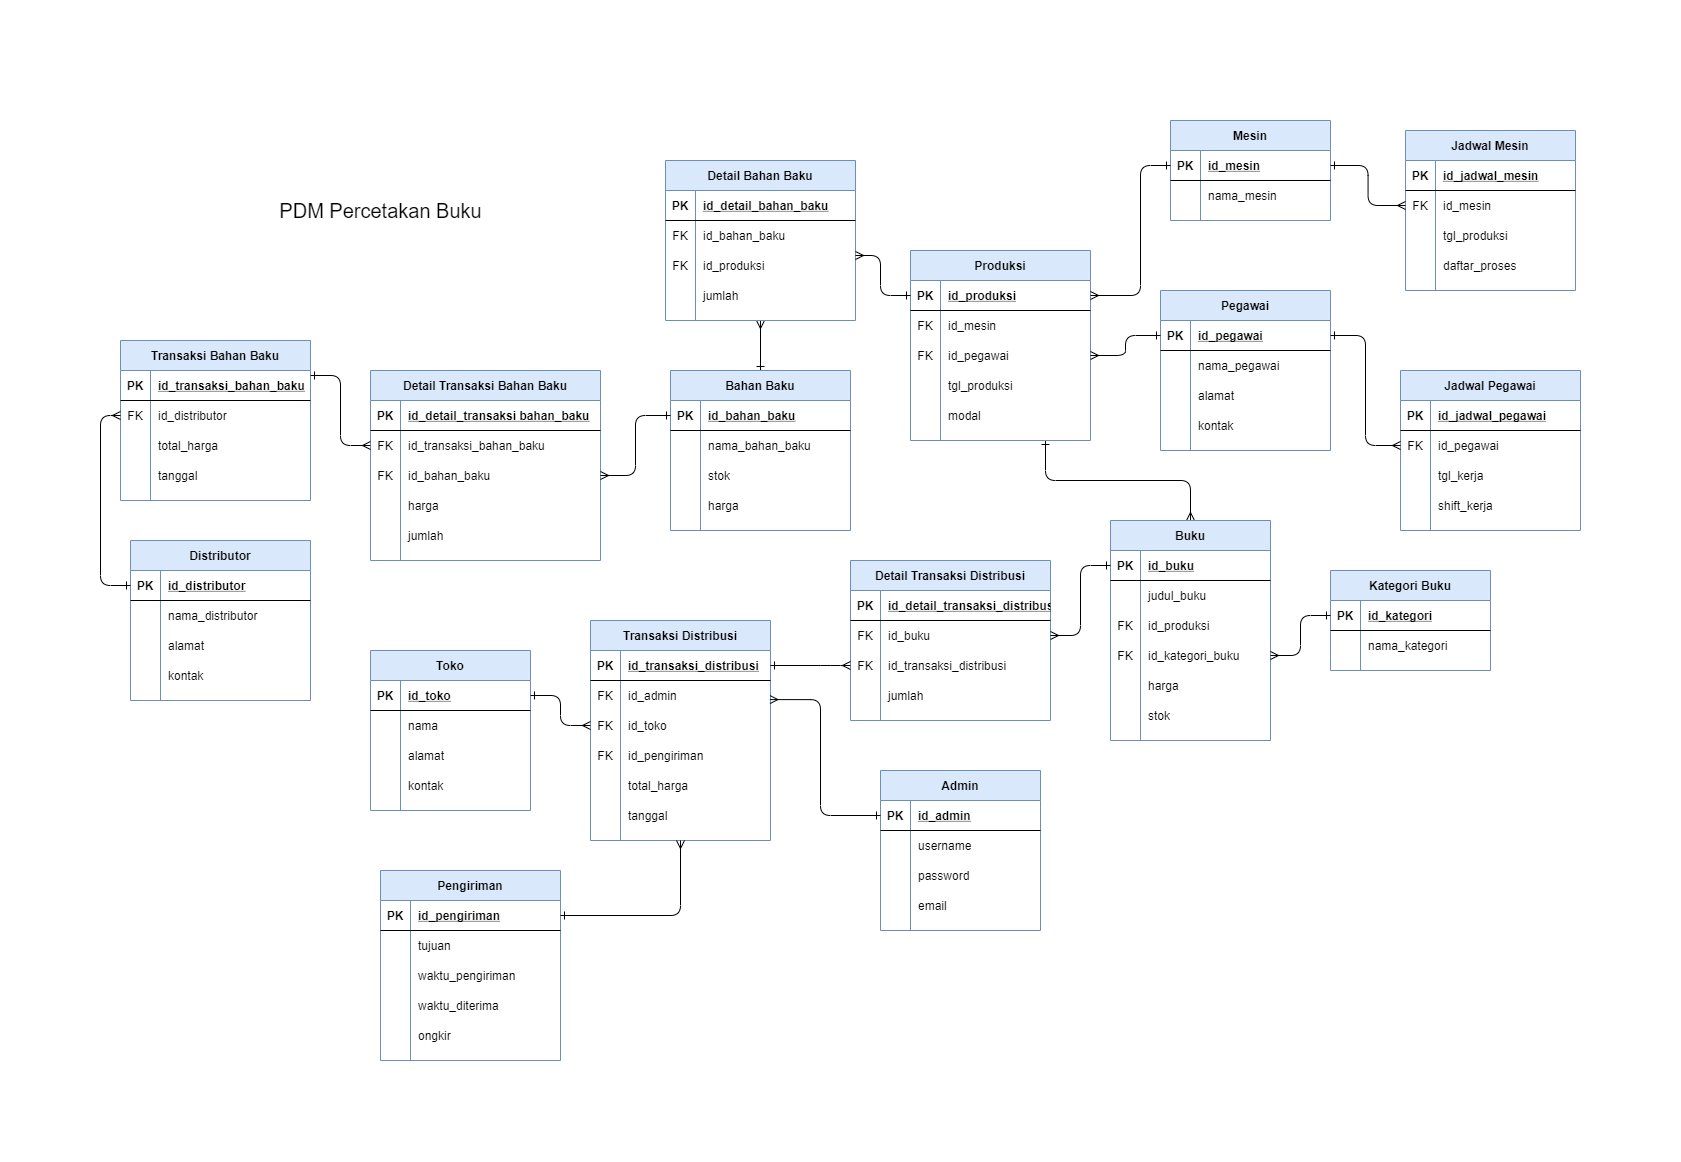 PDM Percetakan Buku
Detail Bahan Baku
PK id_detail_bahan_baku
FK id_bahan_baku
FK id_produksi
jumlah
Mesin
PK id_mesin
nama_mesin
Jadwal Mesin
PK id_jadwal_mesin
FK id_mesin
tgl_produksi
daftar_proses
Produksi
PK id_produksi
FK id_mesin
FK id_pegawai
tgl_produksi
modal
Pegawai
PK id_pegawai
nama_pegawai
alamat
kontak
Jadwal Pegawai
PK id_jadwal_pegawai
FK id_pegawai
tgl_kerja
shift_kerja
Transaksi Bahan Baku
PK id_transaksi_bahan_baku
FK id_distributor
total_harga
tanggal
Detail Transaksi Bahan Baku
PK id_detail_transaksi bahan_baku
FK id_transaksi_bahan_baku
FK id_bahan_baku
harga
jumlah
Bahan Baku
PK id_bahan_baku
nama_bahan_baku
stok
harga
Distributor
PK id_distributor
nama_distributor
alamat
kontak
Buku
PK id_buku
judul_buku
FK id_produksi
FK id_kategori_buku
harga
stok
Kategori Buku
PK id_kategori
nama_kategori
Detail Transaksi Distribusi
PK id_detail_transaksi_distribus
FK id_buku
FK id_transaksi_distribusi
jumlah
Transaksi Distribusi
PK id_transaksi_distribusi
FK id_admin
FK id_toko
FK id_pengiriman
total_harga
tanggal
Toko
PK id_toko
nama
alamat
kontak
Admin
PK id_admin
username
password
email
Pengiriman
PK id_pengiriman
tujuan
waktu_pengiriman
waktu_diterima
ongkir